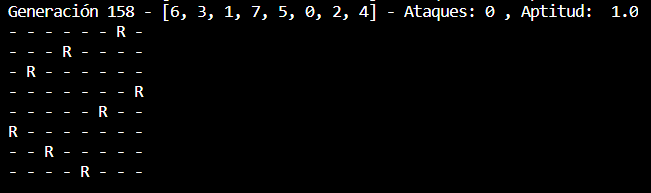 Generación 158 - [6, 3, 1, 7, 5, 0, 2, 4] - Ataques: 0 , Aptitud:  1.0
- - - - - - R -
- - - R - - - -
- R - - - - - -
- - - - - - - R
- - - - - R - -
R - - - - - - -
- - R - - - - -
- - - - R - - -